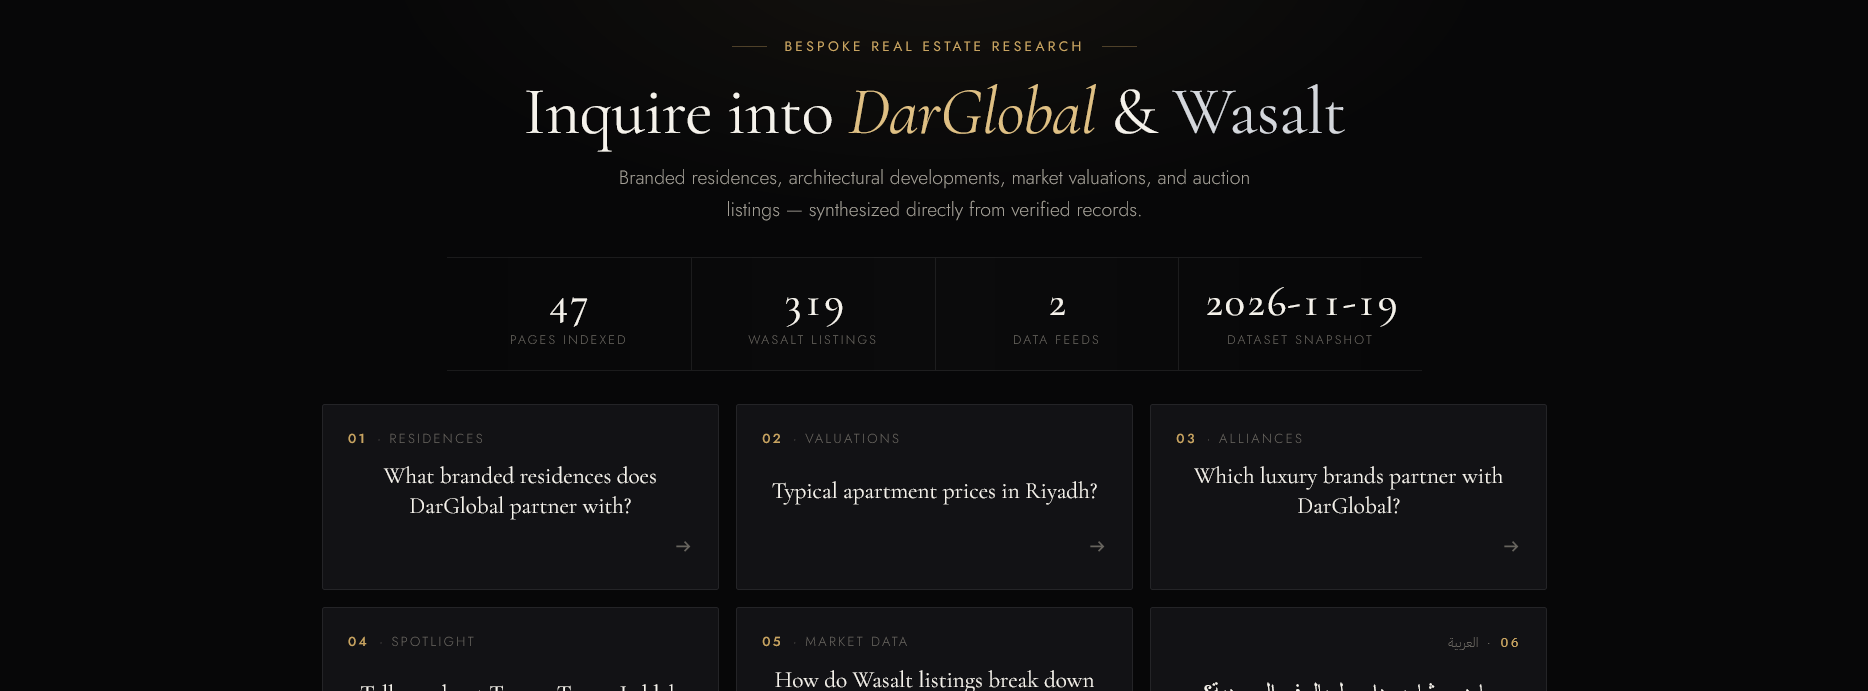 BESPOKE REAL ESTATE RESEARCH
Inquire into DarGlobal & Wasalt
Branded residences, architectural developments, market valuations, and auction
listings — synthesized directly from verified records.
47
PAGES INDEXED
319
WASALT LISTINGS
2
DATA FEEDS
2026-11-19
DATASET SNAPSHOT
01 · RESIDENCES
What branded residences does
DarGlobal partner with?
→
02 · VALUATIONS
Typical apartment prices in Riyadh?
→
03 · ALLIANCES
Which luxury brands partner with
DarGlobal?
→
04 · SPOTLIGHT
05 · MARKET DATA
How do Wasalt listings break down
06 · العربية